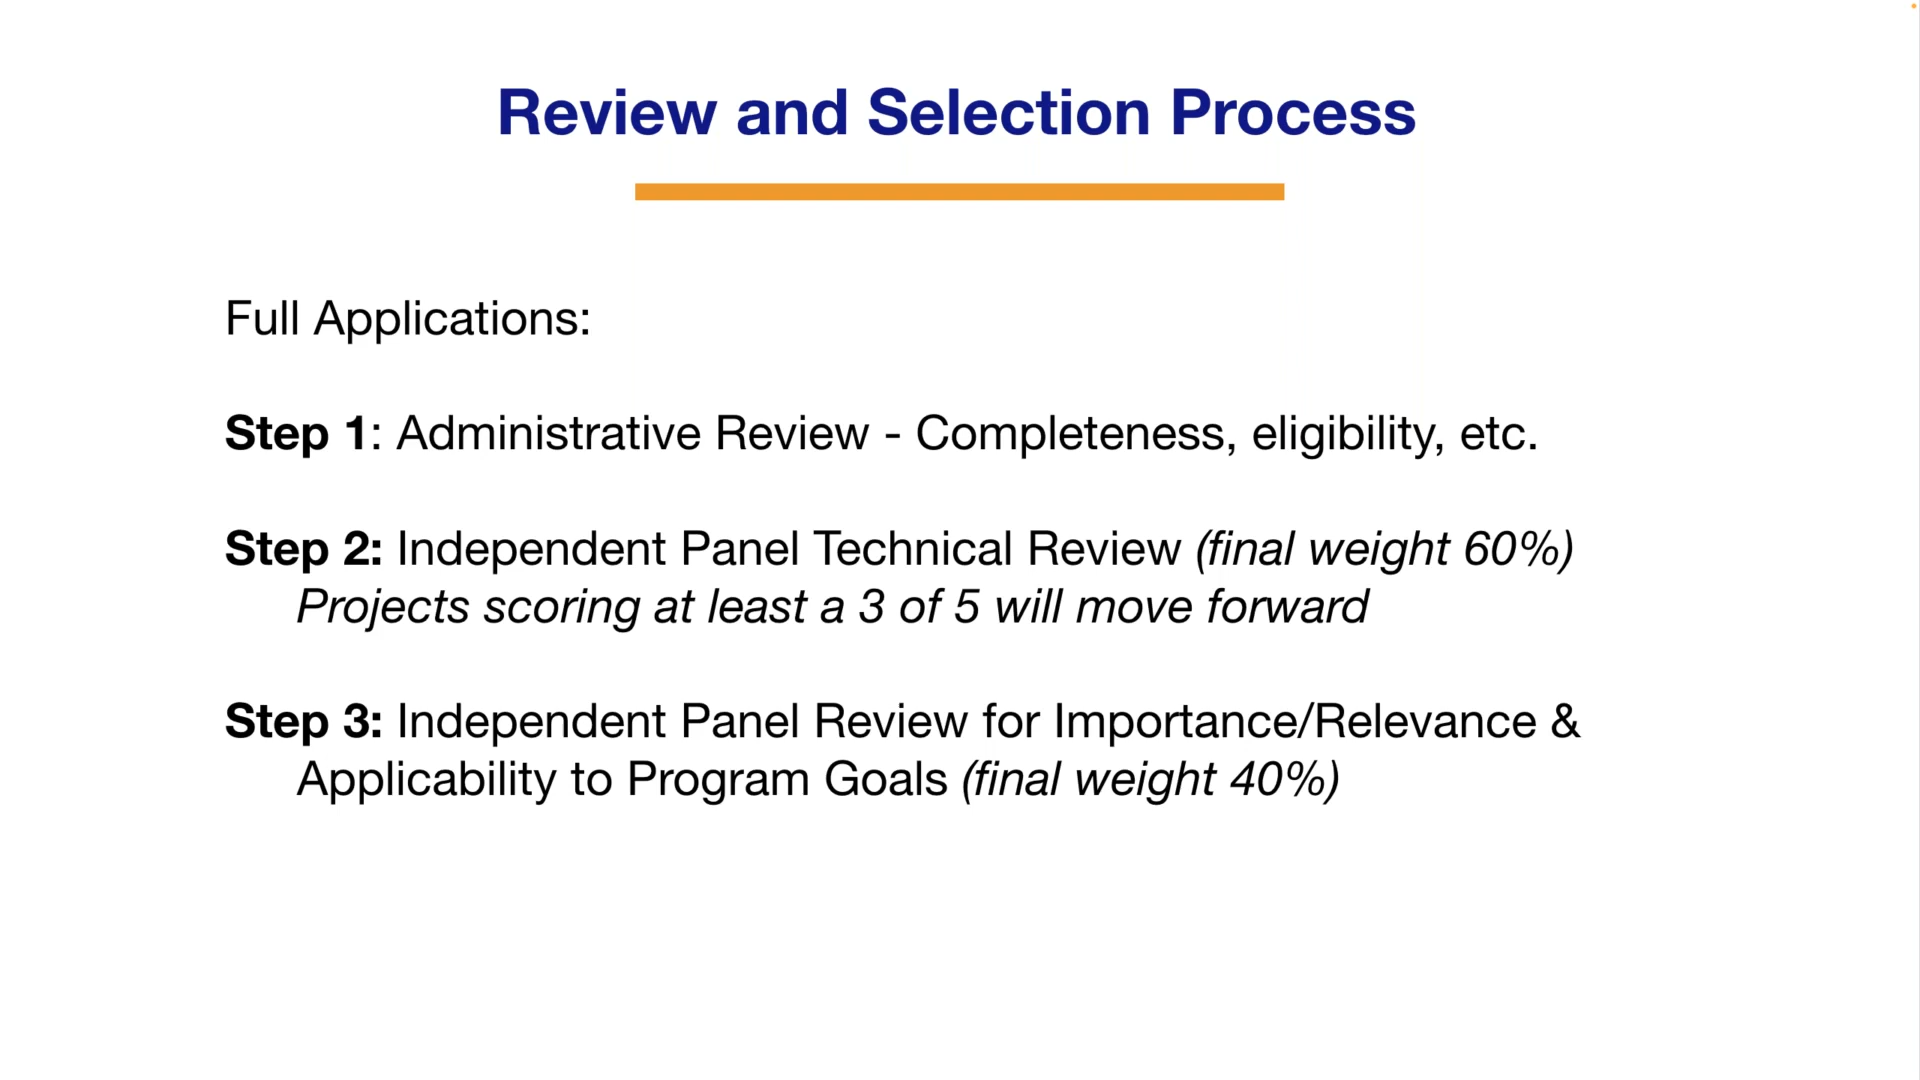 Review and Selection Process
Full Applications:
Step 1: Administrative Review - Completeness, eligibility, etc.
Step 2: Independent Panel Technical Review (final weight 60%)
Projects scoring at least a 3 of 5 will move forward
Step 3: Independent Panel Review for Importance/Relevance &
Applicability to Program Goals (final weight 40%)